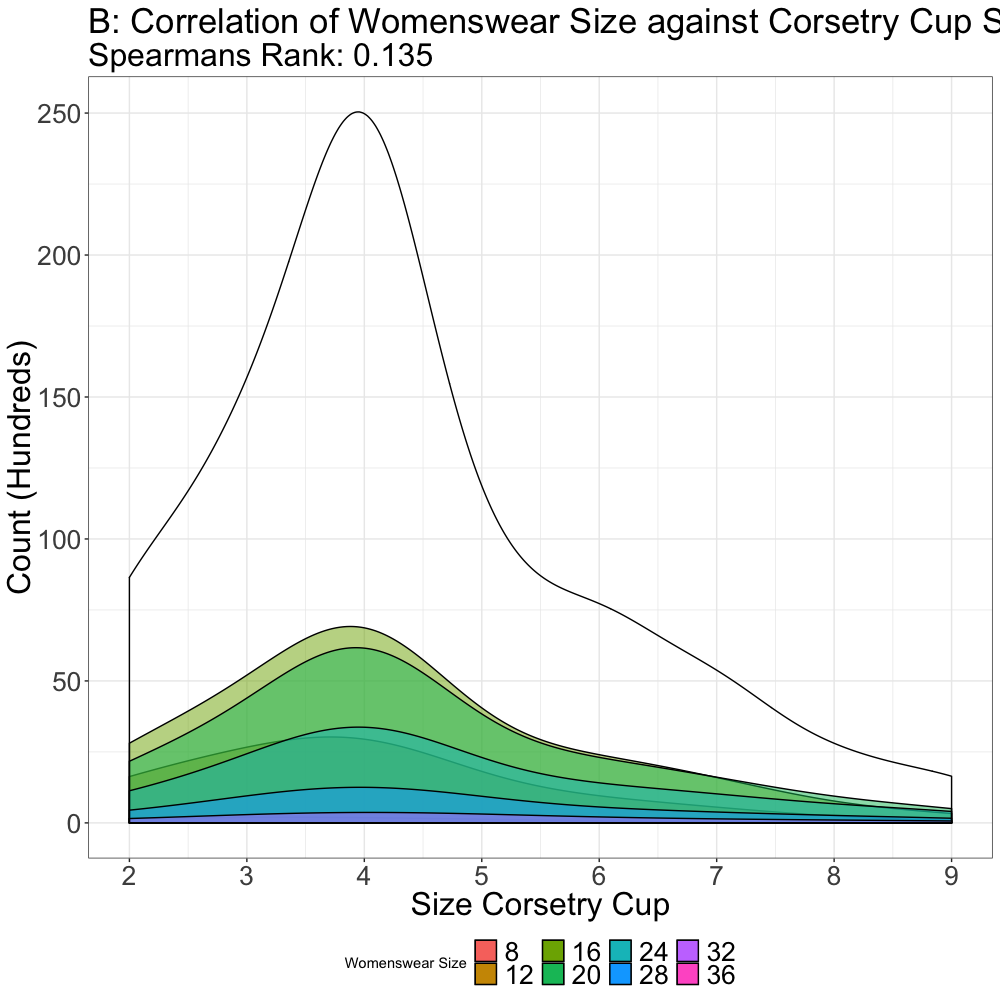 B: Correlation of Womenswear Size against Corsetry Cup S
Spearmans Rank: 0.135
Count (Hundreds)
250
200
150
100
50
0
2 3 4 5 6 7 8 9
Size Corsetry Cup
Womenswear Size
8 16 24 32
12 20 28 36